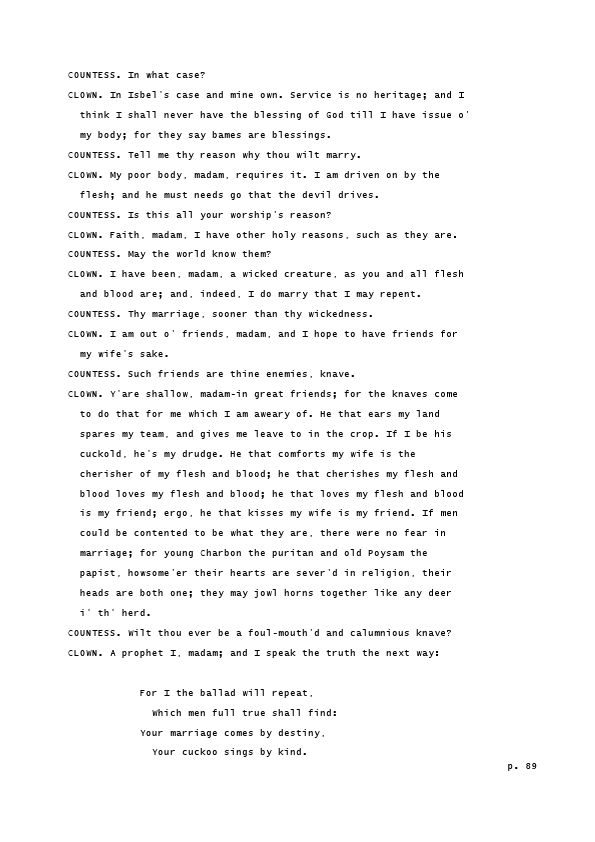 COUNTESS. In what case?
CLOWN. In Isbel's case and mine own. Service is no heritage; and I
think I shall never have the blessing of God till I have issue o'
my body; for they say bames are blessings.
COUNTESS. Tell me thy reason why thou wilt marry.
CLOWN. My poor body, madam, requires it. I am driven on by the
flesh; and he must needs go that the devil drives.
COUNTESS. Is this all your worship's reason?
CLOWN. Faith, madam, I have other holy reasons, such as they are.
COUNTESS. May the world know them?
CLOWN. I have been, madam, a wicked creature, as you and all flesh
and blood are; and, indeed, I do marry that I may repent.
COUNTESS. Thy marriage, sooner than thy wickedness.
CLOWN. I am out o' friends, madam, and I hope to have friends for
my wife's sake.
COUNTESS. Such friends are thine enemies, knave.
CLOWN. Y'are shallow, madam-in great friends; for the knaves come
to do that for me which I am aweary of. He that ears my land
spares my team, and gives me leave to in the crop. If I be his
cuckold, he's my drudge. He that comforts my wife is the
cherisher of my flesh and blood; he that cherishes my flesh and
blood loves my flesh and blood; he that loves my flesh and blood
is my friend; ergo, he that kisses my wife is my friend. If men
could be contented to be what they are, there were no fear in
marriage; for young Charbon the puritan and old Poysam the
papist, howsome'er their hearts are sever'd in religion, their
heads are both one; they may jowl horns together like any deer
i' th' herd.
COUNTESS. Wilt thou ever be a foul-mouth'd and calumnious knave?
CLOWN. A prophet I, madam; and I speak the truth the next way:
For I the ballad will repeat,
Which men full true shall find:
Your marriage comes by destiny,
Your cuckoo sings by kind.
p. 89